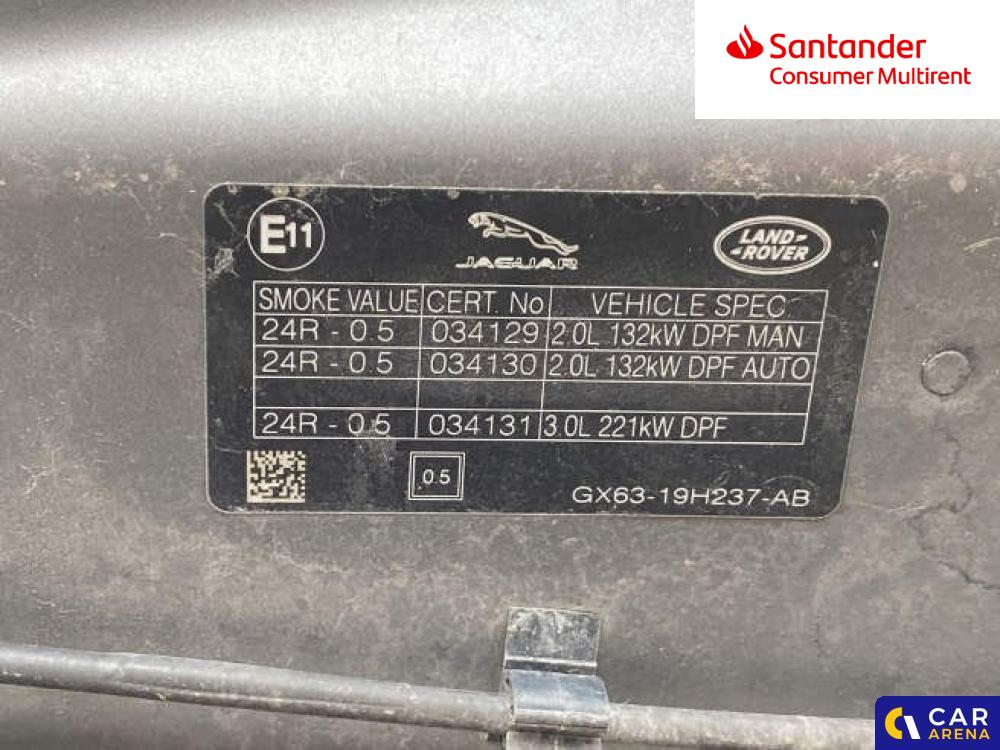 Santander
Consumer Multirent
E11
JAGUAR
LAND-
-ROVER
SMOKE VALUE CERT. No VEHICLE SPEC
24R - 0.5 034129 2.0L 132kW DPF MAN
24R - 0.5 034130 2.0L 132kW DPF AUTO
24R - 0.5 034131 3.0L 221kW DPF
0.5
GX63-19H237-AB
CAR
ARENA